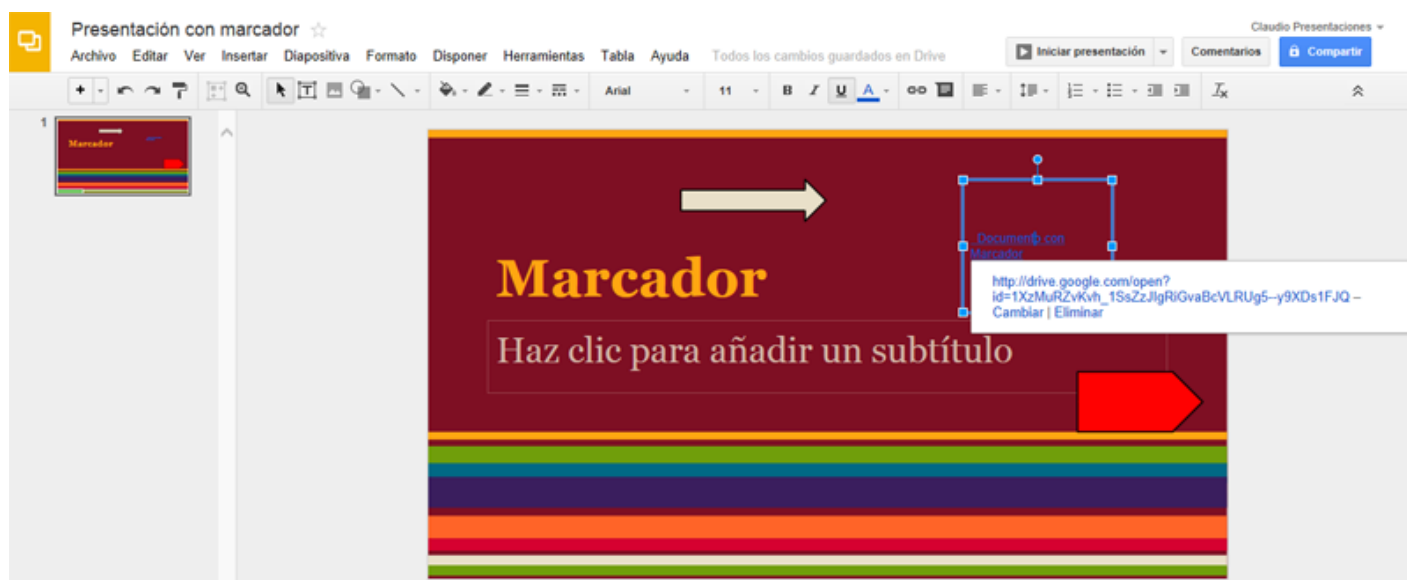 Presentación con marcador
Claudio Presentaciones
Archivo Editar Ver Insertar Diapositiva Formato Disponer Herramientas Tabla Ayuda Todos los cambios guardados en Drive Iniciar presentación Comentarios Compartir
Arial 11 B I U A
1
Marcador
Documento con
Marcador
Marcador
http://drive.google.com/open?
id=1XzMuRZvKvh_1SsZzJIgRiGvaBcVLRUg5--y9XDs1FJQ –
Cambiar | Eliminar
Haz clic para añadir un subtítulo